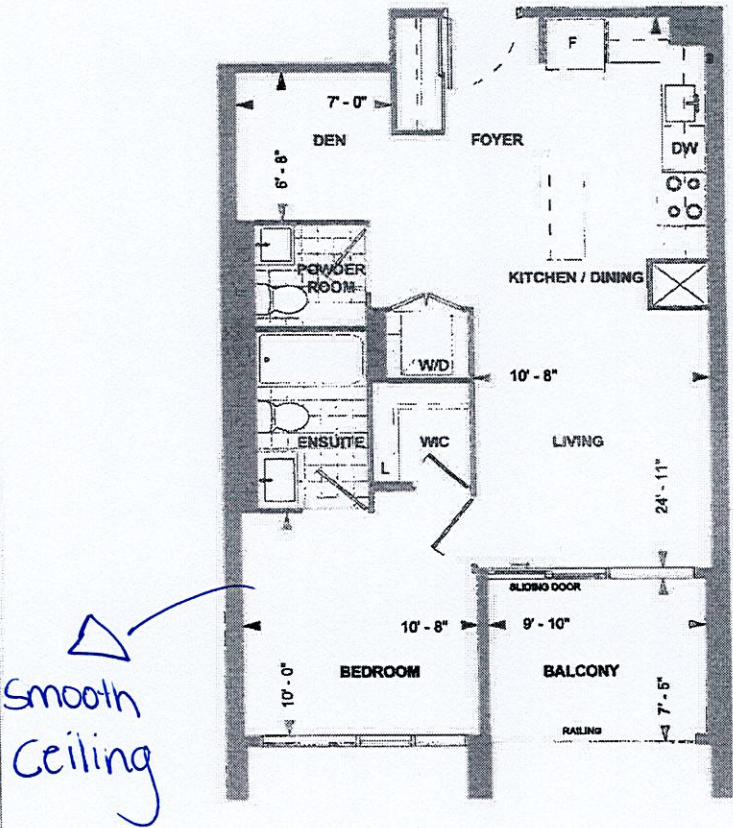 F
7' - 0"
DEN
FOYER
DW
6' - 8"
POWDER
ROOM
KITCHEN / DINING
W/D
10' - 8"
ENSUITE
WIC
LIVING
L
24' - 11"
SLIDING DOOR
10' - 8"
9' - 10"
BEDROOM
BALCONY
10' - 0"
7' - 5"
RAILING
Smooth
Ceiling